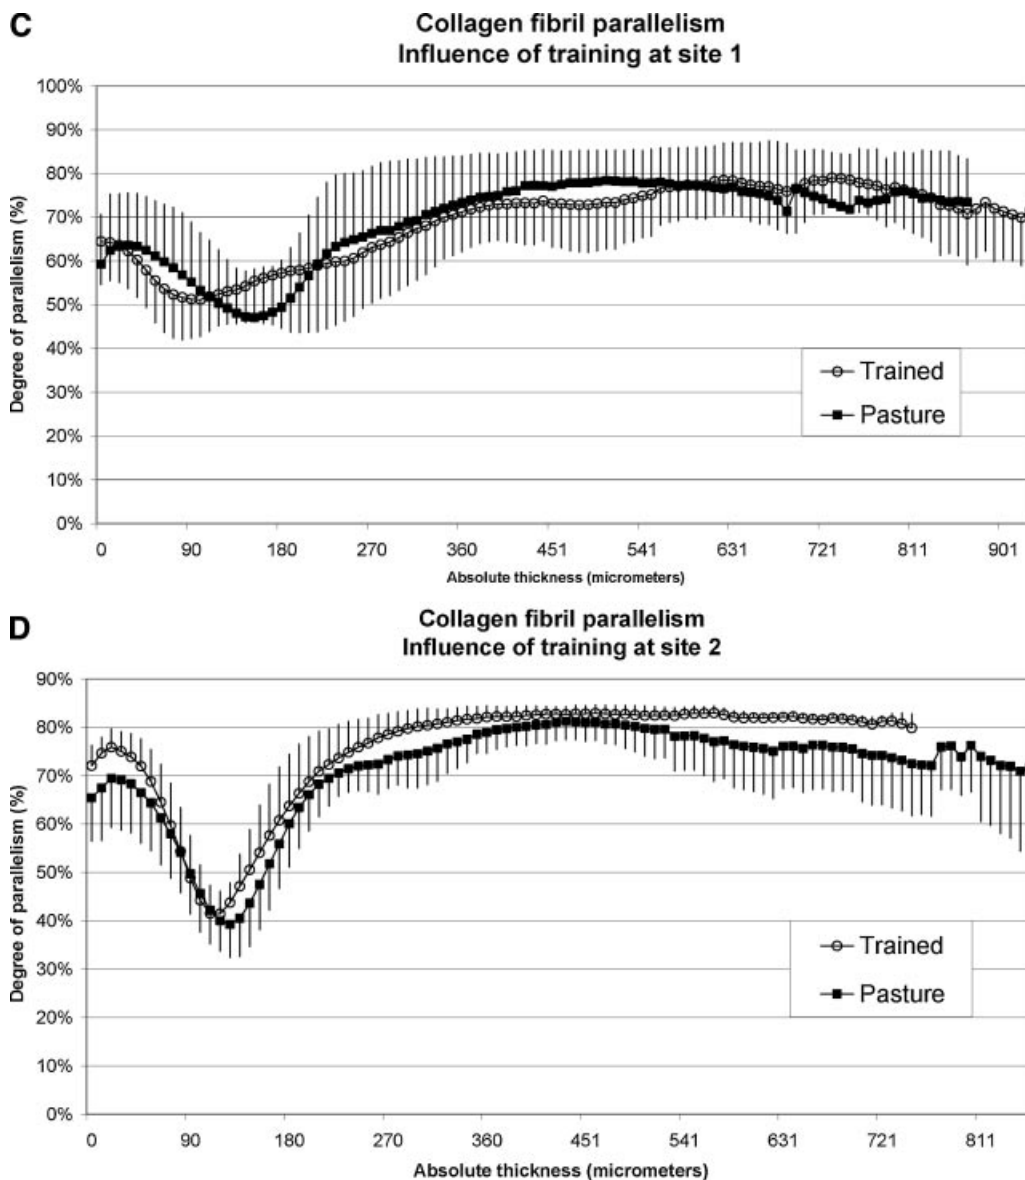 C
Collagen fibril parallelism
Influence of training at site 1
100%
90%
80%
70%
60%
50%
40%
30%
20%
10%
0%
Degree of parallelism (%)
Trained
Pasture
0 90 180 270 360 451 541 631 721 811 901
Absolute thickness (micrometers)
D
Collagen fibril parallelism
Influence of training at site 2
90%
80%
70%
60%
50%
40%
30%
20%
10%
0%
Degree of parallelism (%)
Trained
Pasture
0 90 180 270 360 451 541 631 721 811
Absolute thickness (micrometers)